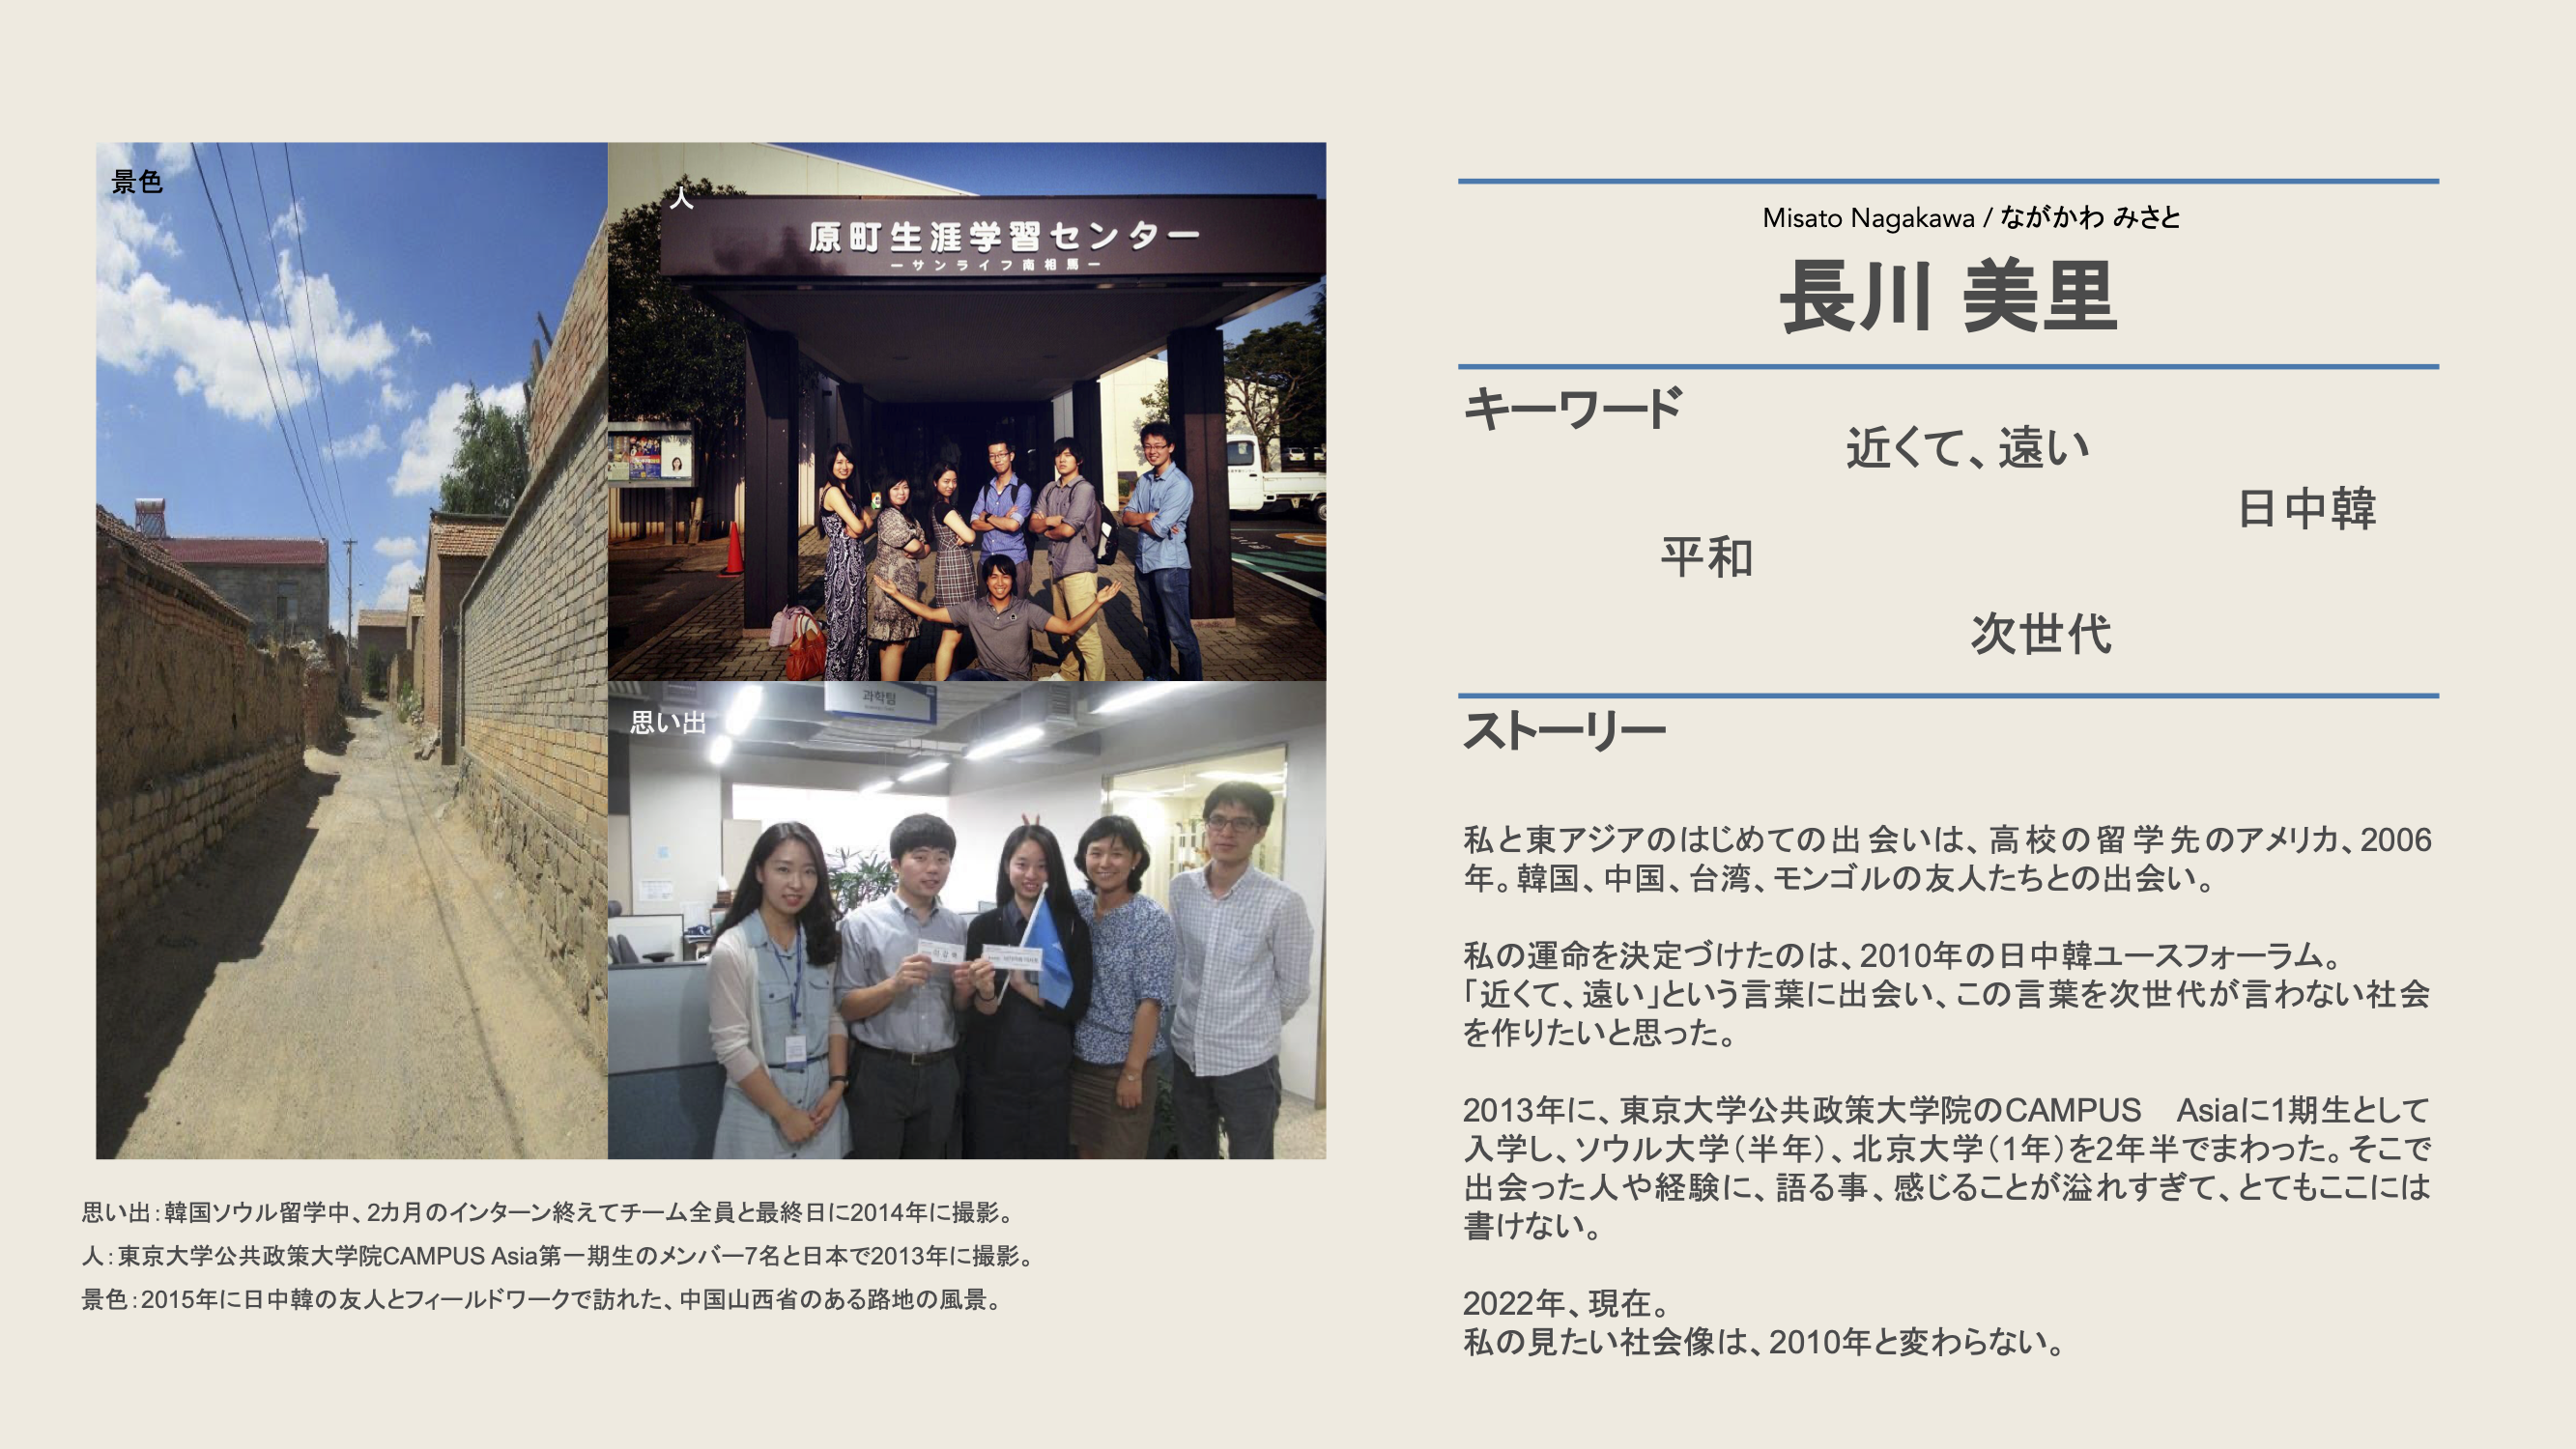 景色
人
原町生涯学習センター
ーサンライフ南相馬ー
思い出
과학팀
思い出：韓国ソウル留学中、2カ月のインターン終えてチーム全員と最終日に2014年に撮影。
人：東京大学公共政策大学院CAMPUS Asia第一期生のメンバー7名と日本で2013年に撮影。
景色：2015年に日中韓の友人とフィールドワークで訪れた、中国山西省のある路地の風景。
Misato Nagakawa / ながかわ みさと
長川 美里
キーワード
近くて、遠い
日中韓
平和
次世代
ストーリー
私と東アジアのはじめての出会いは、高校の留学先のアメリカ、2006
年。韓国、中国、台湾、モンゴルの友人たちとの出会い。
私の運命を決定づけたのは、2010年の日中韓ユースフォーラム。
「近くて、遠い」という言葉に出会い、この言葉を次世代が言わない社会
を作りたいと思った。
2013年に、東京大学公共政策大学院のCAMPUS　Asiaに1期生として
入学し、ソウル大学（半年）、北京大学（1年）を2年半でまわった。そこで
出会った人や経験に、語る事、感じることが溢れすぎて、とてもここには
書けない。
2022年、現在。
私の見たい社会像は、2010年と変わらない。